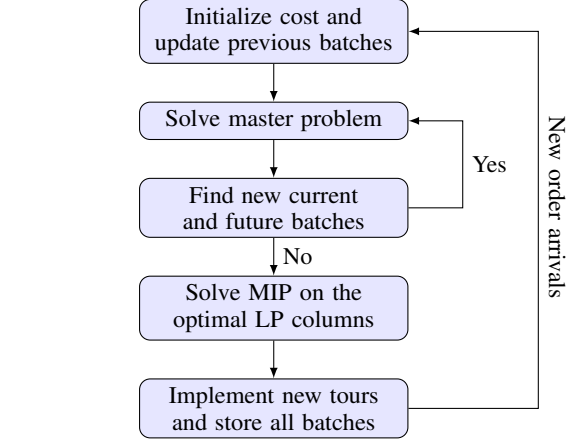 Initialize cost and
update previous batches
Solve master problem
Find new current
and future batches
Yes
No
Solve MIP on the
optimal LP columns
Implement new tours
and store all batches
New order arrivals